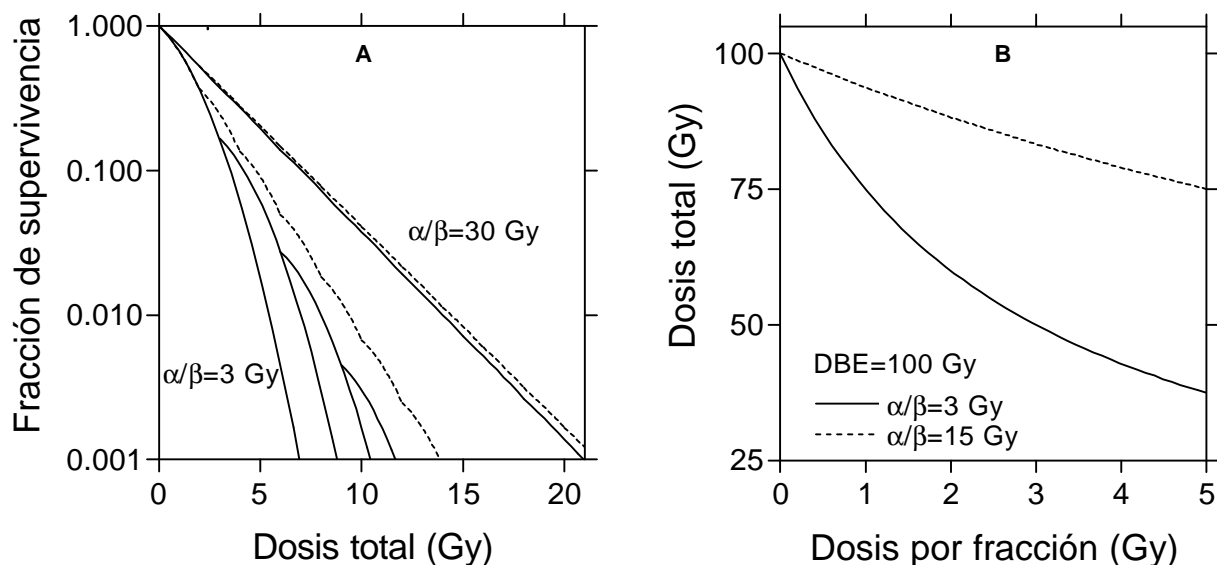 A
Fracción de supervivencia
1.000
0.100
0.010
0.001
α/β=30 Gy
α/β=3 Gy
0 5 10 15 20
Dosis total (Gy)
B
Dosis total (Gy)
100
75
50
25
DBE=100 Gy
α/β=3 Gy
α/β=15 Gy
0 1 2 3 4 5
Dosis por fracción (Gy)